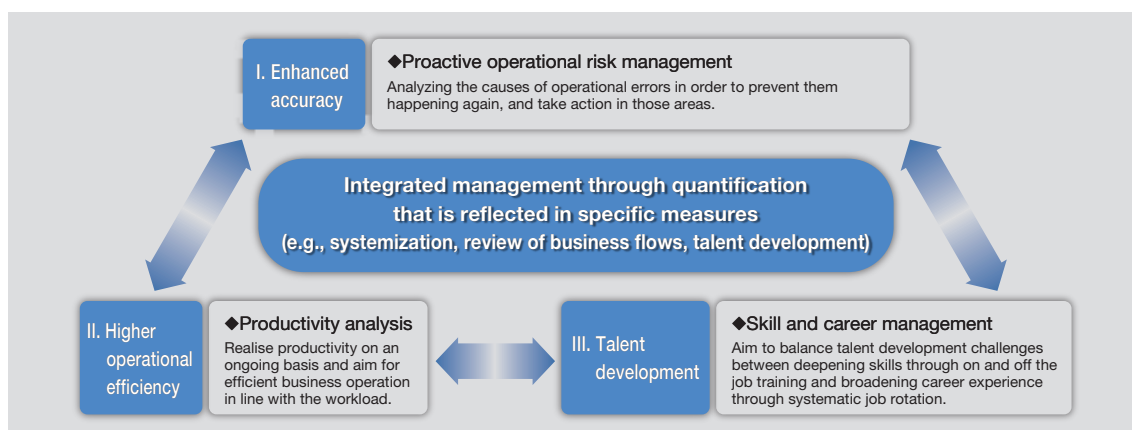 I. Enhanced
accuracy
◆Proactive operational risk management
Analyzing the causes of operational errors in order to prevent them
happening again, and take action in those areas.
Integrated management through quantification
that is reflected in specific measures
(e.g., systemization, review of business flows, talent development)
II. Higher
operational
efficiency
◆Productivity analysis
Realise productivity on an
ongoing basis and aim for
efficient business operation
in line with the workload.
III. Talent
development
◆Skill and career management
Aim to balance talent development challenges
between deepening skills through on and off the
job training and broadening career experience
through systematic job rotation.